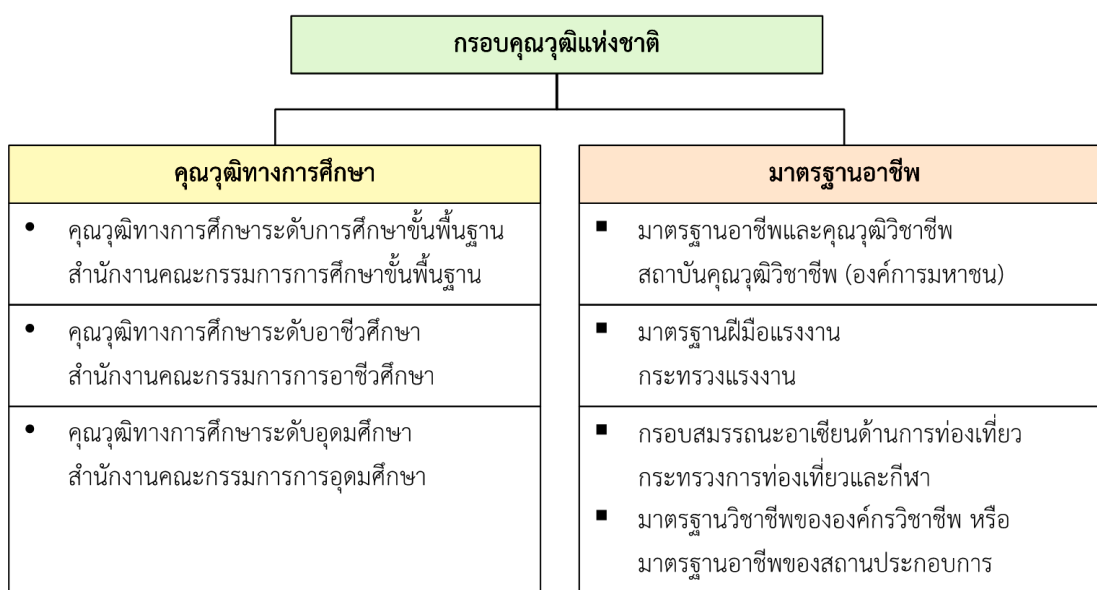 กรอบคุณวุฒิแห่งชาติ
คุณวุฒิทางการศึกษา
• คุณวุฒิทางการศึกษาระดับการศึกษาขั้นพื้นฐาน
สำนักงานคณะกรรมการการศึกษาขั้นพื้นฐาน
• คุณวุฒิทางการศึกษาระดับอาชีวศึกษา
สำนักงานคณะกรรมการการอาชีวศึกษา
• คุณวุฒิทางการศึกษาระดับอุดมศึกษา
สำนักงานคณะกรรมการการอุดมศึกษา
มาตรฐานอาชีพ
▪ มาตรฐานอาชีพและคุณวุฒิวิชาชีพ
สถาบันคุณวุฒิวิชาชีพ (องค์การมหาชน)
▪ มาตรฐานฝีมือแรงงาน
กระทรวงแรงงาน
▪ กรอบสมรรถนะอาเซียนด้านการท่องเที่ยว
กระทรวงการท่องเที่ยวและกีฬา
▪ มาตรฐานวิชาชีพขององค์กรวิชาชีพ หรือ
มาตรฐานอาชีพของสถานประกอบการ